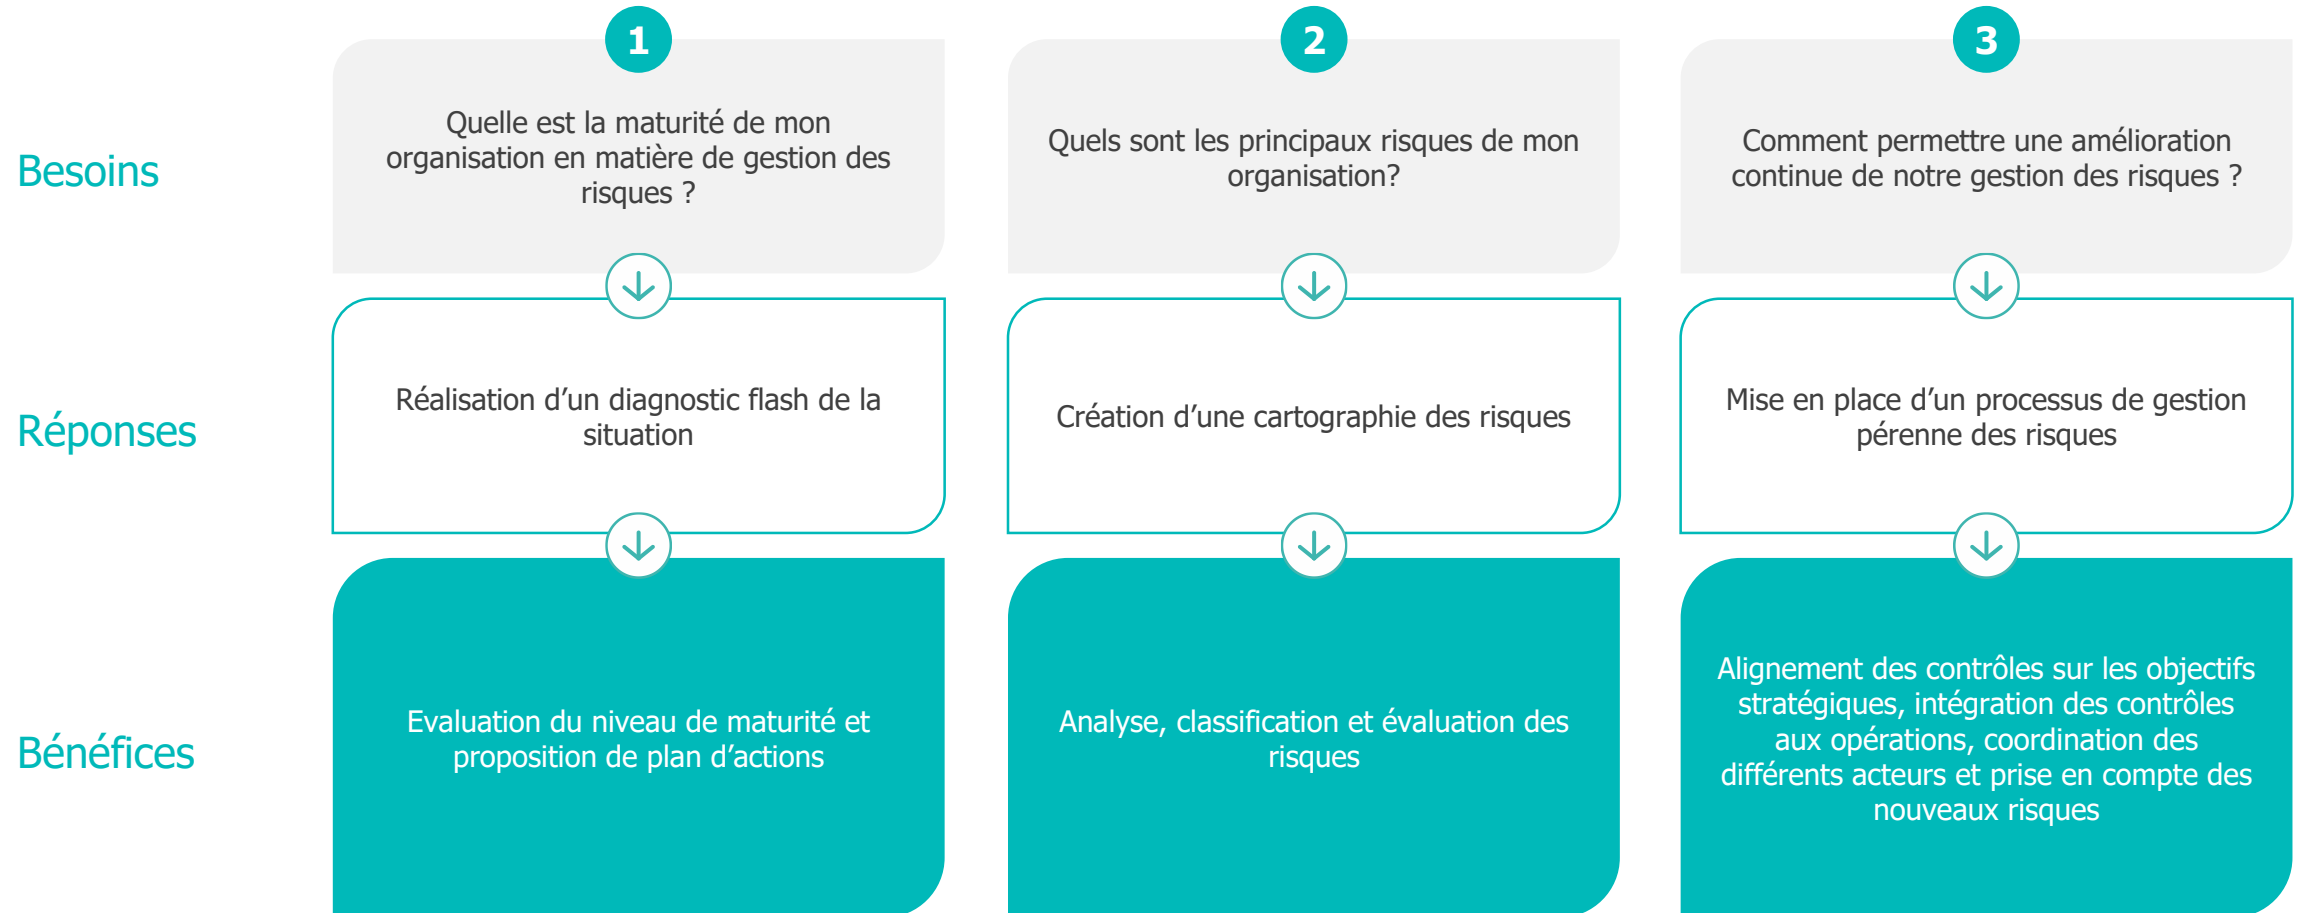 1
2
3
Besoins
Quelle est la maturité de mon
organisation en matière de gestion des
risques ?
Quels sont les principaux risques de mon
organisation?
Comment permettre une amélioration
continue de notre gestion des risques ?
Réponses
Réalisation d’un diagnostic flash de la
situation
Création d’une cartographie des risques
Mise en place d’un processus de gestion
pérenne des risques
Bénéfices
Evaluation du niveau de maturité et
proposition de plan d’actions
Analyse, classification et évaluation des
risques
Alignement des contrôles sur les objectifs
stratégiques, intégration des contrôles
aux opérations, coordination des
différents acteurs et prise en compte des
nouveaux risques